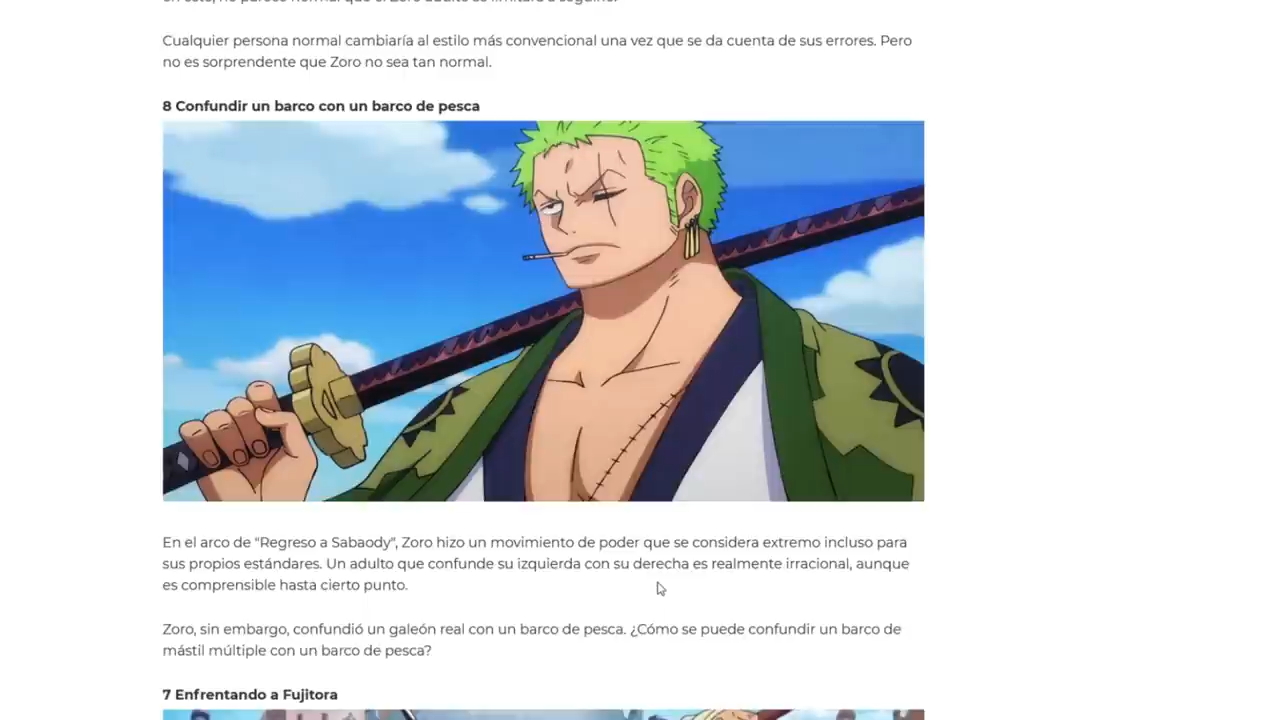 Cualquier persona normal cambiaría al estilo más convencional una vez que se da cuenta de sus errores. Pero
no es sorprendente que Zoro no sea tan normal.
8 Confundir un barco con un barco de pesca
En el arco de "Regreso a Sabaody", Zoro hizo un movimiento de poder que se considera extremo incluso para
sus propios estándares. Un adulto que confunde su izquierda con su derecha es realmente irracional, aunque
es comprensible hasta cierto punto.
Zoro, sin embargo, confundió un galeón real con un barco de pesca. ¿Cómo se puede confundir un barco de
mástil múltiple con un barco de pesca?
7 Enfrentando a Fujitora